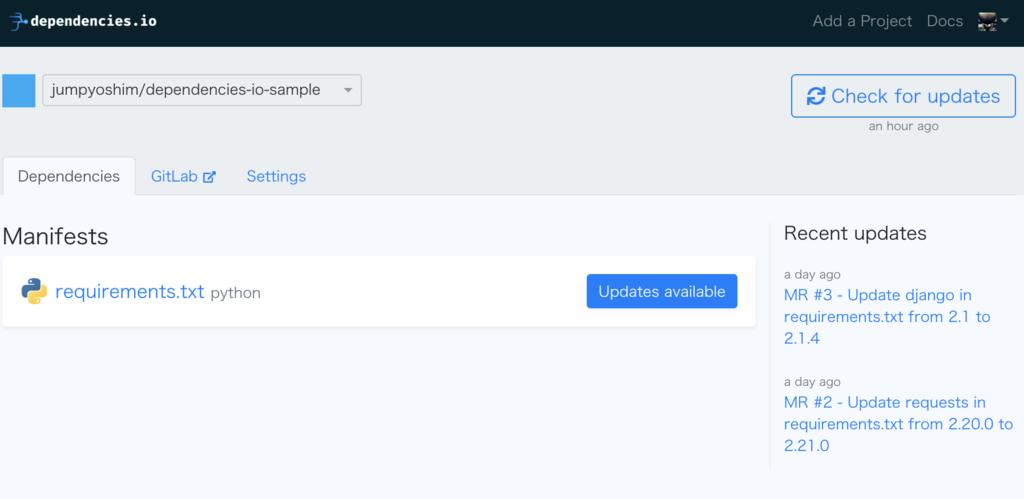 dependencies.io
Add a Project
Docs
jumpyoshim/dependencies-io-sample
Check for updates
an hour ago
Dependencies
GitLab
Settings
Manifests
requirements.txt python
Updates available
Recent updates
a day ago
MR #3 - Update django in
requirements.txt from 2.1 to
2.1.4
a day ago
MR #2 - Update requests in
requirements.txt from 2.20.0 to
2.21.0